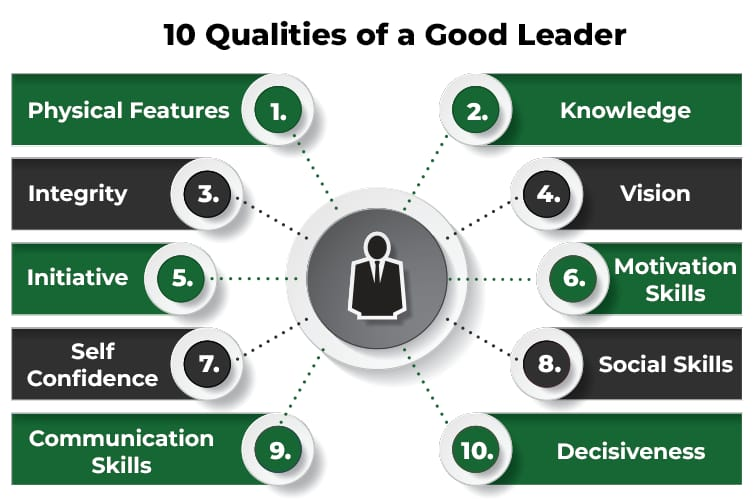 10 Qualities of a Good Leader
Physical Features 1.
2. Knowledge
Integrity 3.
4. Vision
Initiative 5.
6. Motivation
Skills
Self
Confidence 7.
8. Social Skills
Communication
Skills 9.
10. Decisiveness